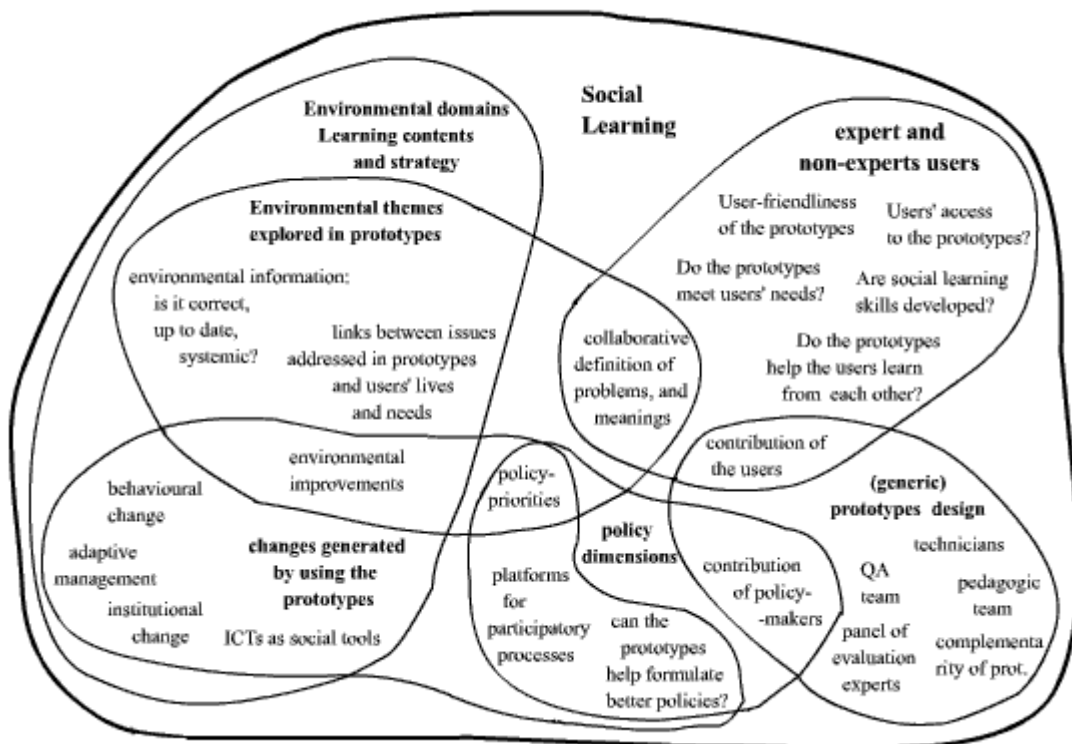 Social
Learning
Environmental domains
Learning contents
and strategy
expert and
non-experts users
Environmental themes
explored in prototypes
User-friendliness
of the prototypes
Users' access
to the prototypes?
environmental information:
is it correct,
up to date,
systemic?
Do the prototypes
meet users' needs?
Are social learning
skills developed?
links between issues
addressed in prototypes
and users' lives
and needs
collaborative
definition of
problems, and
meanings
Do the prototypes
help the users learn
from each other?
environmental
improvements
contribution of
the users
behavioural
change
policy-
priorities
(generic)
prototypes design
adaptive
management
changes generated
by using the
prototypes
policy
dimensions
technicians
institutional
change
ICTs as social tools
platforms
for
participatory
processes
contribution
of policy-
-makers
QA
team
pedagogic
team
can the
prototypes
help formulate
better policies?
panel of
evaluation
experts
complementa
rity of prot.